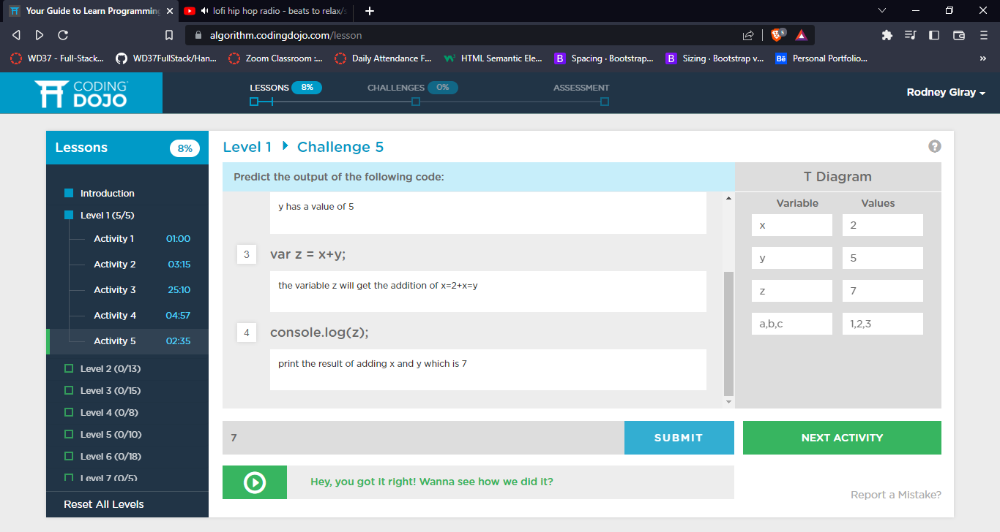 Your Guide to Learn Programming
lofi hip hop radio - beats to relax/s
algorithm.codingdojo.com/lesson
5
WD37 - Full-Stack...
WD37FullStack/Han...
Zoom Classroom :...
Daily Attendance F...
HTML Semantic Ele...
B
Spacing · Bootstrap...
B
Sizing · Bootstrap v...
Bē
Personal Portfolio...
»
CODING
DOJO
LESSONS 8%
CHALLENGES 0%
ASSESSMENT
Rodney Giray
Lessons 8%
Introduction
Level 1 (5/5)
Activity 1 01:00
Activity 2 03:15
Activity 3 25:10
Activity 4 04:57
Activity 5 02:35
Level 2 (0/13)
Level 3 (0/15)
Level 4 (0/8)
Level 5 (0/10)
Level 6 (0/18)
Level 7 (0/5)
Reset All Levels
Level 1 Challenge 5
?
Predict the output of the following code:
y has a value of 5
3 var z = x+y;
the variable z will get the addition of x=2+x=y
4 console.log(z);
print the result of adding x and y which is 7
T Diagram
Variable Values
x 2
y 5
z 7
a,b,c 1,2,3
7
SUBMIT
NEXT ACTIVITY
Hey, you got it right! Wanna see how we did it?
Report a Mistake?